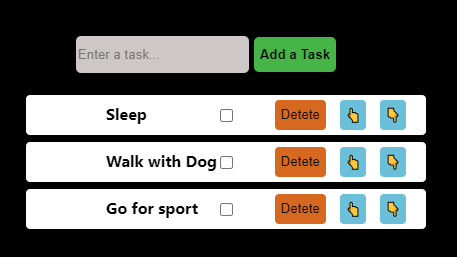 Enter a task...
Add a Task
Sleep Detete 👆 👇
Walk with Dog Detete 👆 👇
Go for sport Detete 👆 👇